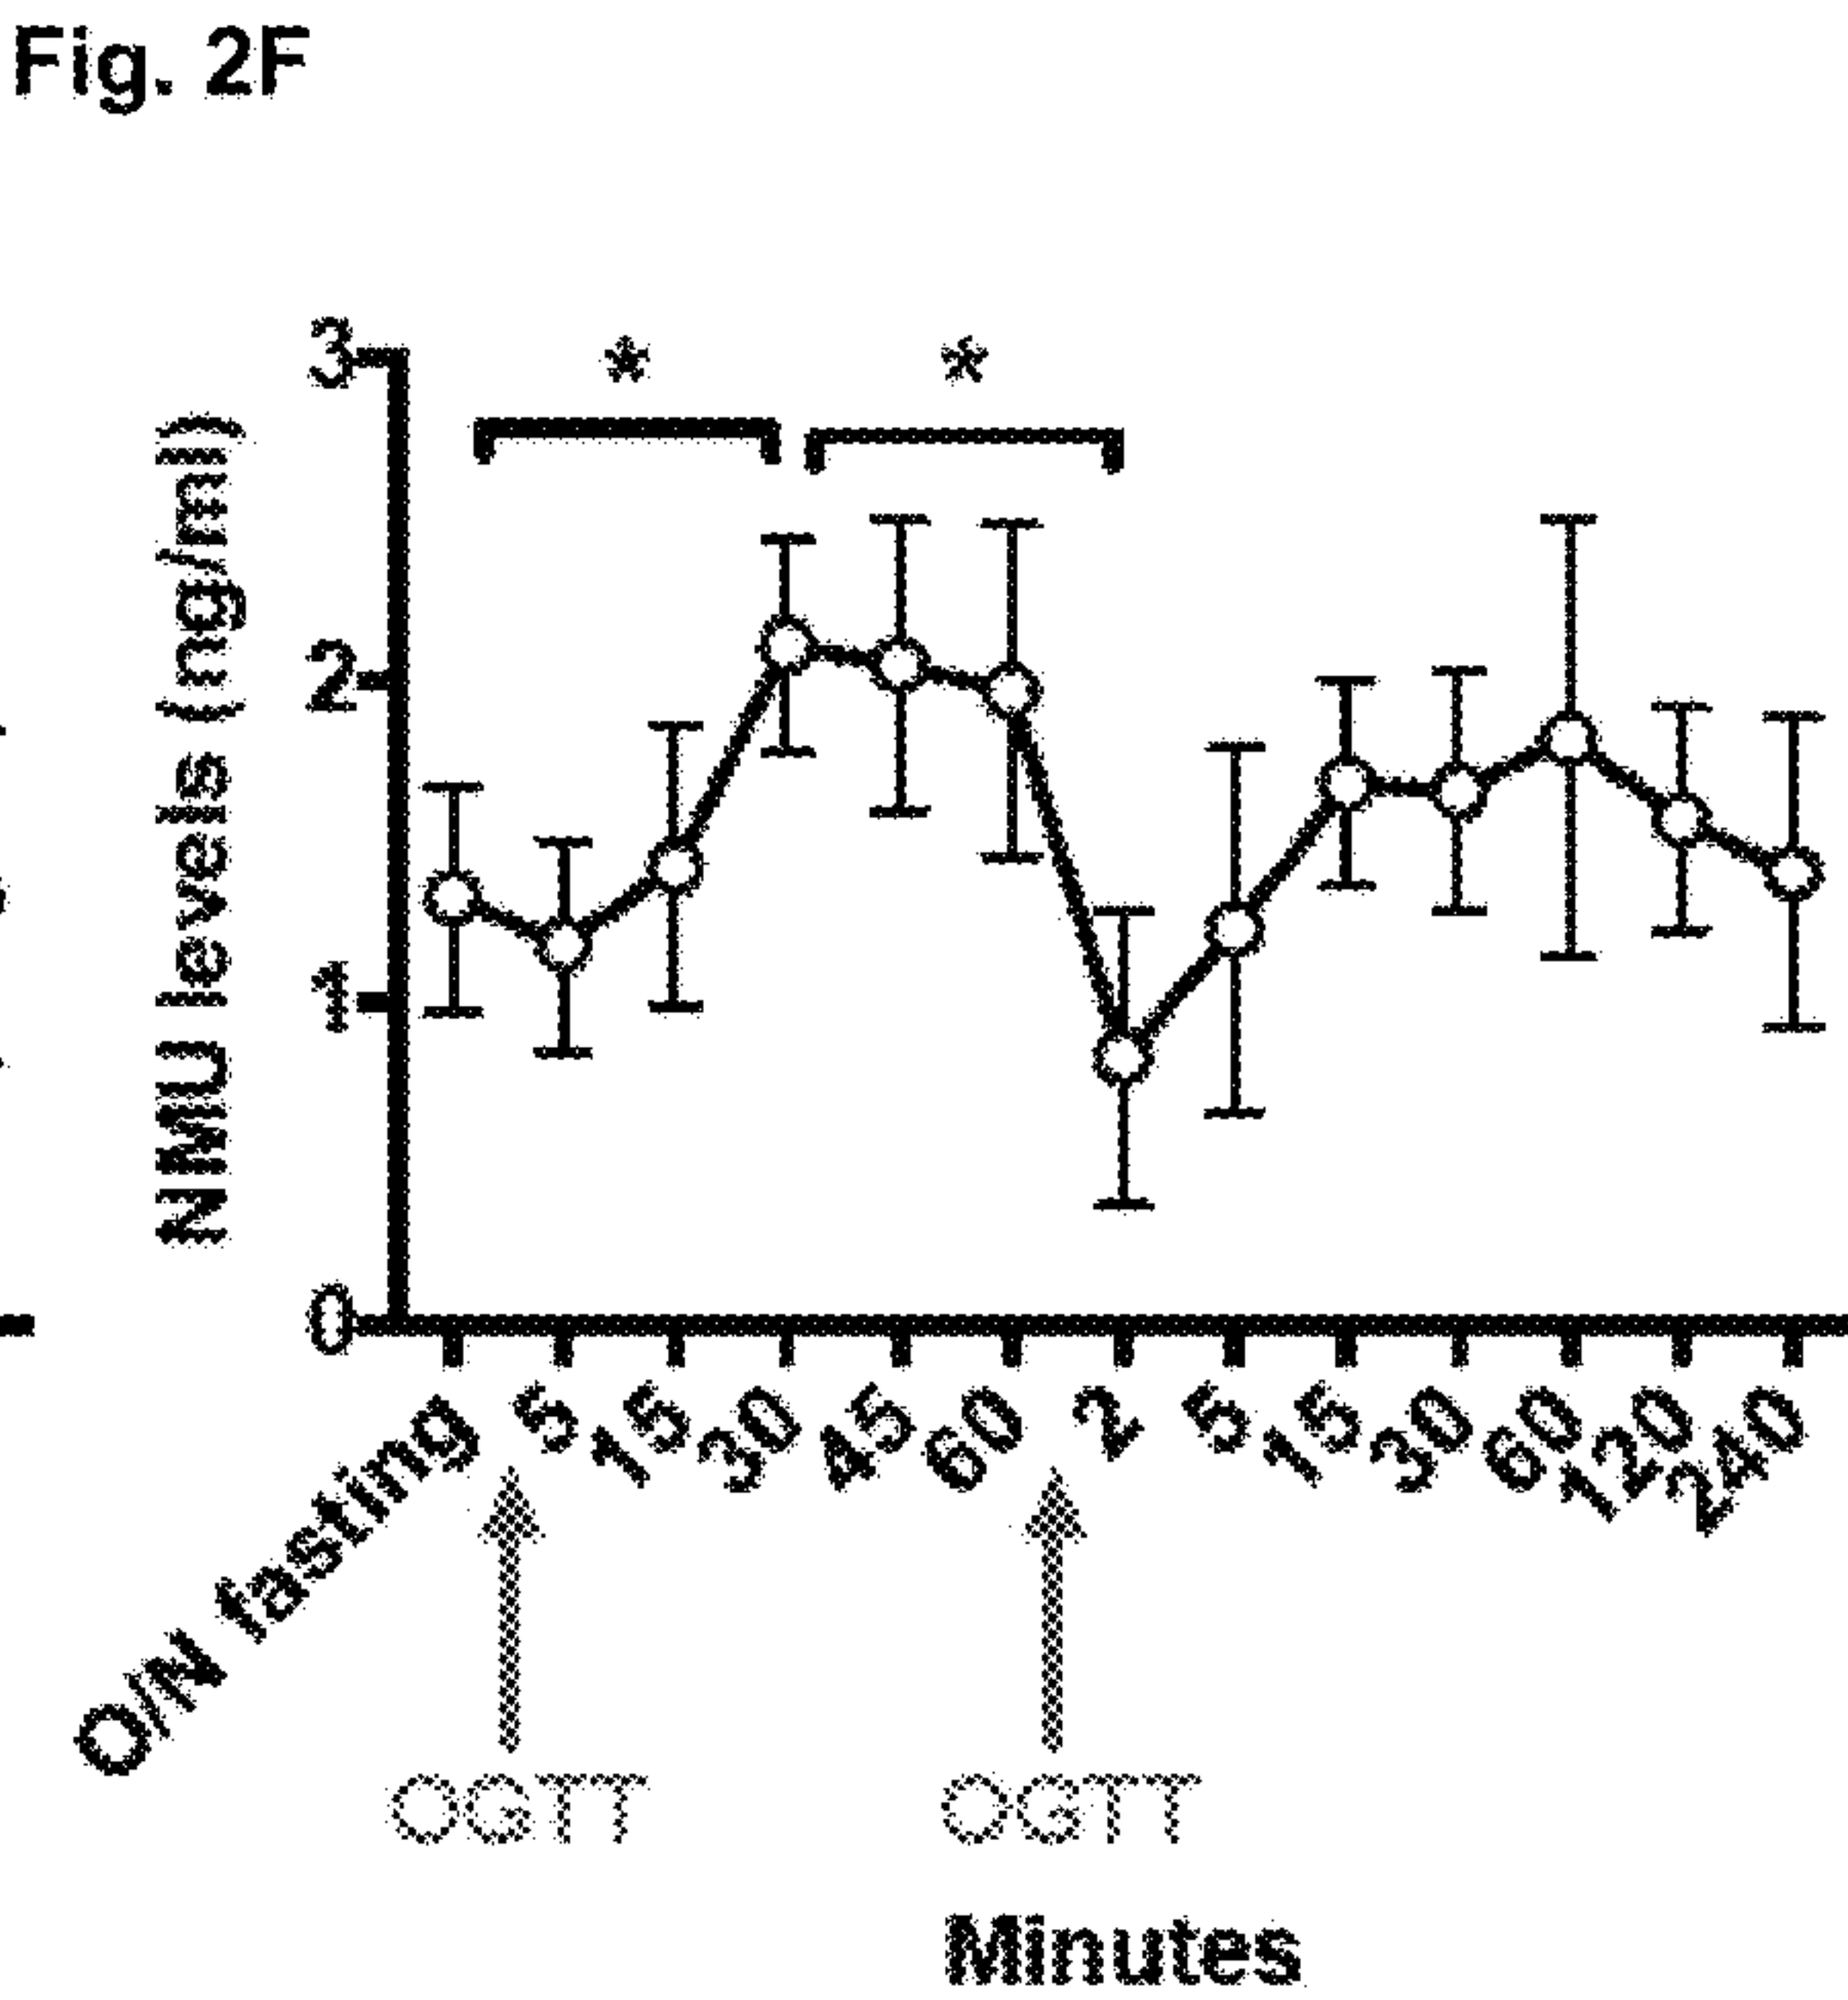 Fig. 2F
* *
NMU levels (ng/ml)
3
2
1
0
O/N fasting 5 15 30 45 60 2 5 15 30 60 120 240
OGTT OGTT
Minutes